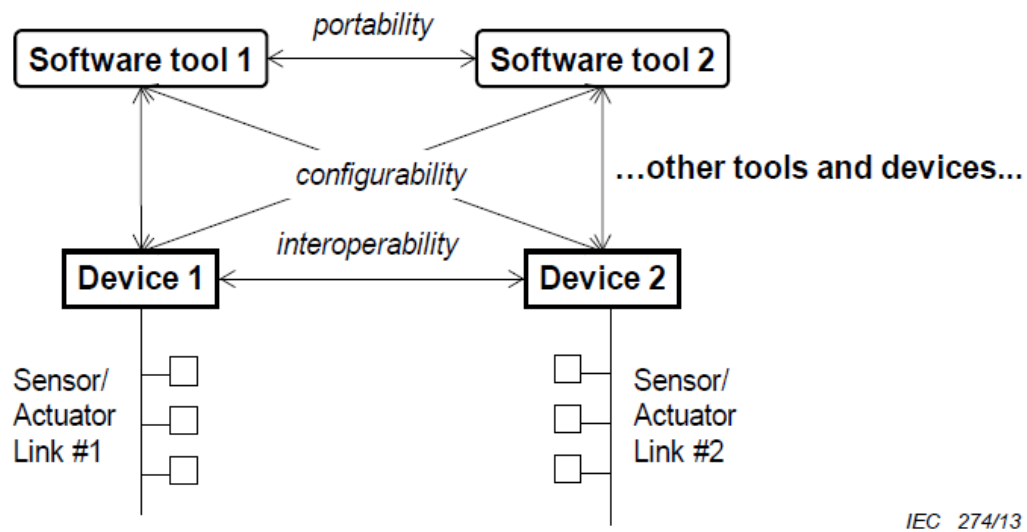 portability
Software tool 1
Software tool 2
configurability
…other tools and devices...
interoperability
Device 1
Device 2
Sensor/
Actuator
Link #1
Sensor/
Actuator
Link #2
IEC 274/13